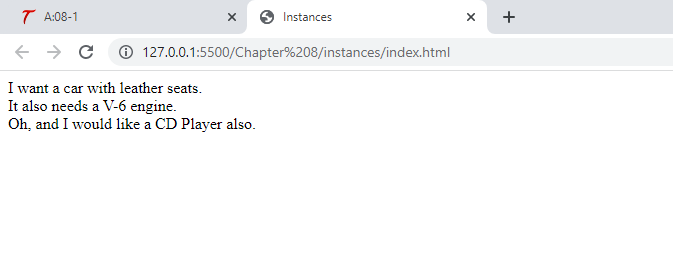 A:08-1
Instances
127.0.0.1:5500/Chapter%208/instances/index.html
I want a car with leather seats.
It also needs a V-6 engine.
Oh, and I would like a CD Player also.